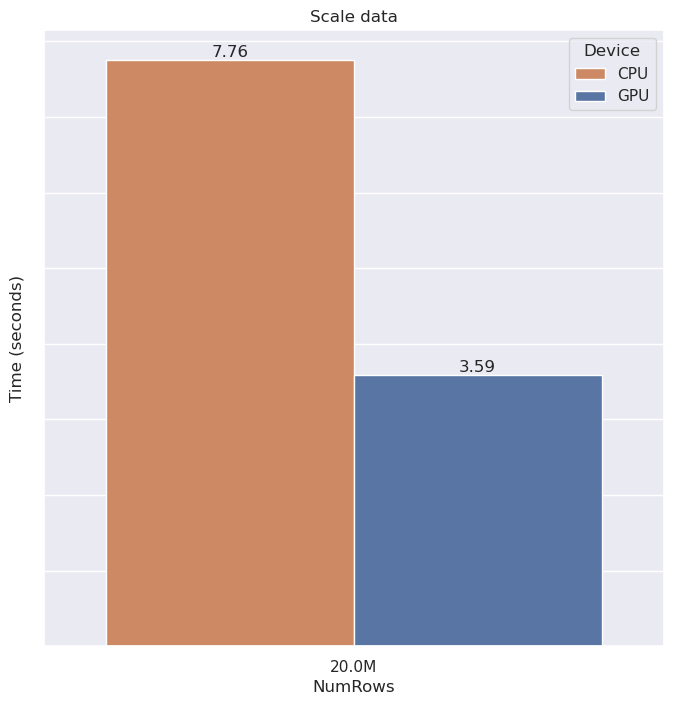 Scale data
7.76
Device
CPU
GPU
3.59
Time (seconds)
20.0M
NumRows